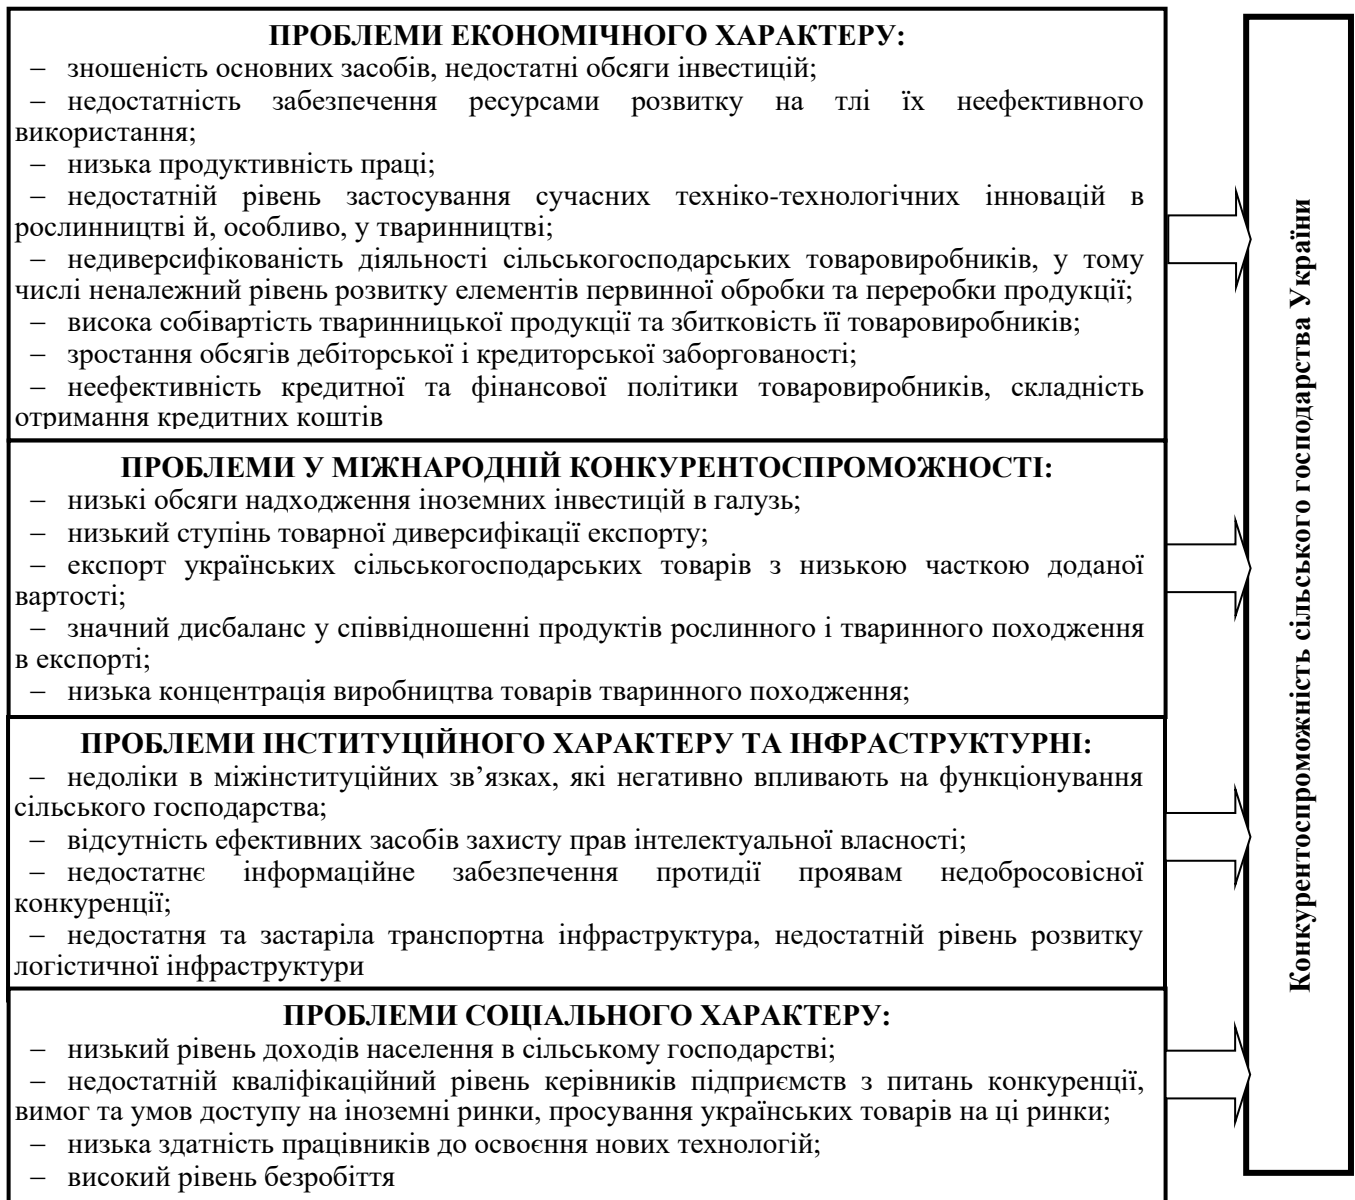 ПРОБЛЕМИ ЕКОНОМІЧНОГО ХАРАКТЕРУ:
– зношеність основних засобів, недостатні обсяги інвестицій;
– недостатність забезпечення ресурсами розвитку на тлі їх неефективного
використання;
– низька продуктивність праці;
– недостатній рівень застосування сучасних техніко-технологічних інновацій в
рослинництві й, особливо, у тваринництві;
– недиверсифікованість діяльності сільськогосподарських товаровиробників, у тому
числі неналежний рівень розвитку елементів первинної обробки та переробки продукції;
– висока собівартість тваринницької продукції та збитковість її товаровиробників;
– зростання обсягів дебіторської і кредиторської заборгованості;
– неефективність кредитної та фінансової політики товаровиробників, складність
отримання кредитних коштів
ПРОБЛЕМИ У МІЖНАРОДНІЙ КОНКУРЕНТОСПРОМОЖНОСТІ:
– низькі обсяги надходження іноземних інвестицій в галузь;
– низький ступінь товарної диверсифікації експорту;
– експорт українських сільськогосподарських товарів з низькою часткою доданої
вартості;
– значний дисбаланс у співвідношенні продуктів рослинного і тваринного походження
в експорті;
– низька концентрація виробництва товарів тваринного походження;
ПРОБЛЕМИ ІНСТИТУЦІЙНОГО ХАРАКТЕРУ ТА ІНФРАСТРУКТУРНІ:
– недоліки в міжінституційних зв’язках, які негативно впливають на функціонування
сільського господарства;
– відсутність ефективних засобів захисту прав інтелектуальної власності;
– недостатнє інформаційне забезпечення протидії проявам недобросовісної
конкуренції;
– недостатня та застаріла транспортна інфраструктура, недостатній рівень розвитку
логістичної інфраструктури
ПРОБЛЕМИ СОЦІАЛЬНОГО ХАРАКТЕРУ:
– низький рівень доходів населення в сільському господарстві;
– недостатній кваліфікаційний рівень керівників підприємств з питань конкуренції,
вимог та умов доступу на іноземні ринки, просування українських товарів на ці ринки;
– низька здатність працівників до освоєння нових технологій;
– високий рівень безробіття
Конкурентоспроможність сільського господарства України